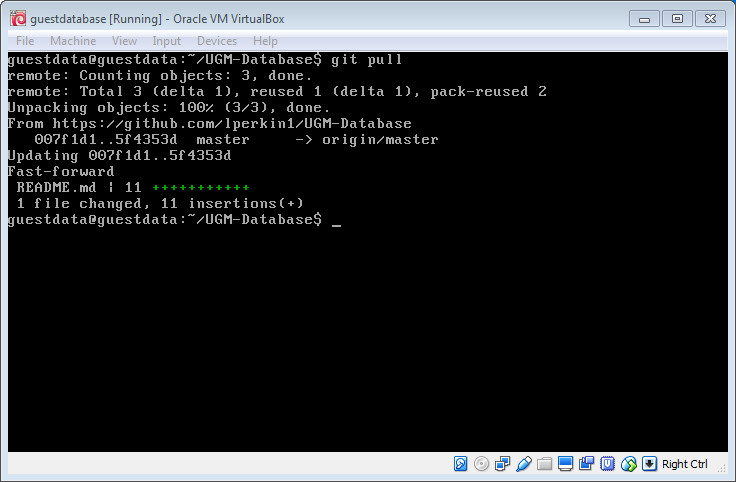 guestdatabase [Running] - Oracle VM VirtualBox
File Machine View Input Devices Help
guestdata@guestdata:~/UGM-Database$ git pull
remote: Counting objects: 3, done.
remote: Total 3 (delta 1), reused 1 (delta 1), pack-reused 2
Unpacking objects: 100% (3/3), done.
From https://github.com/lperkin1/UGM-Database
   007f1d1..5f4353d  master     -> origin/master
Updating 007f1d1..5f4353d
Fast-forward
 README.md | 11 +++++++++++
 1 file changed, 11 insertions(+)
guestdata@guestdata:~/UGM-Database$ _
Right Ctrl